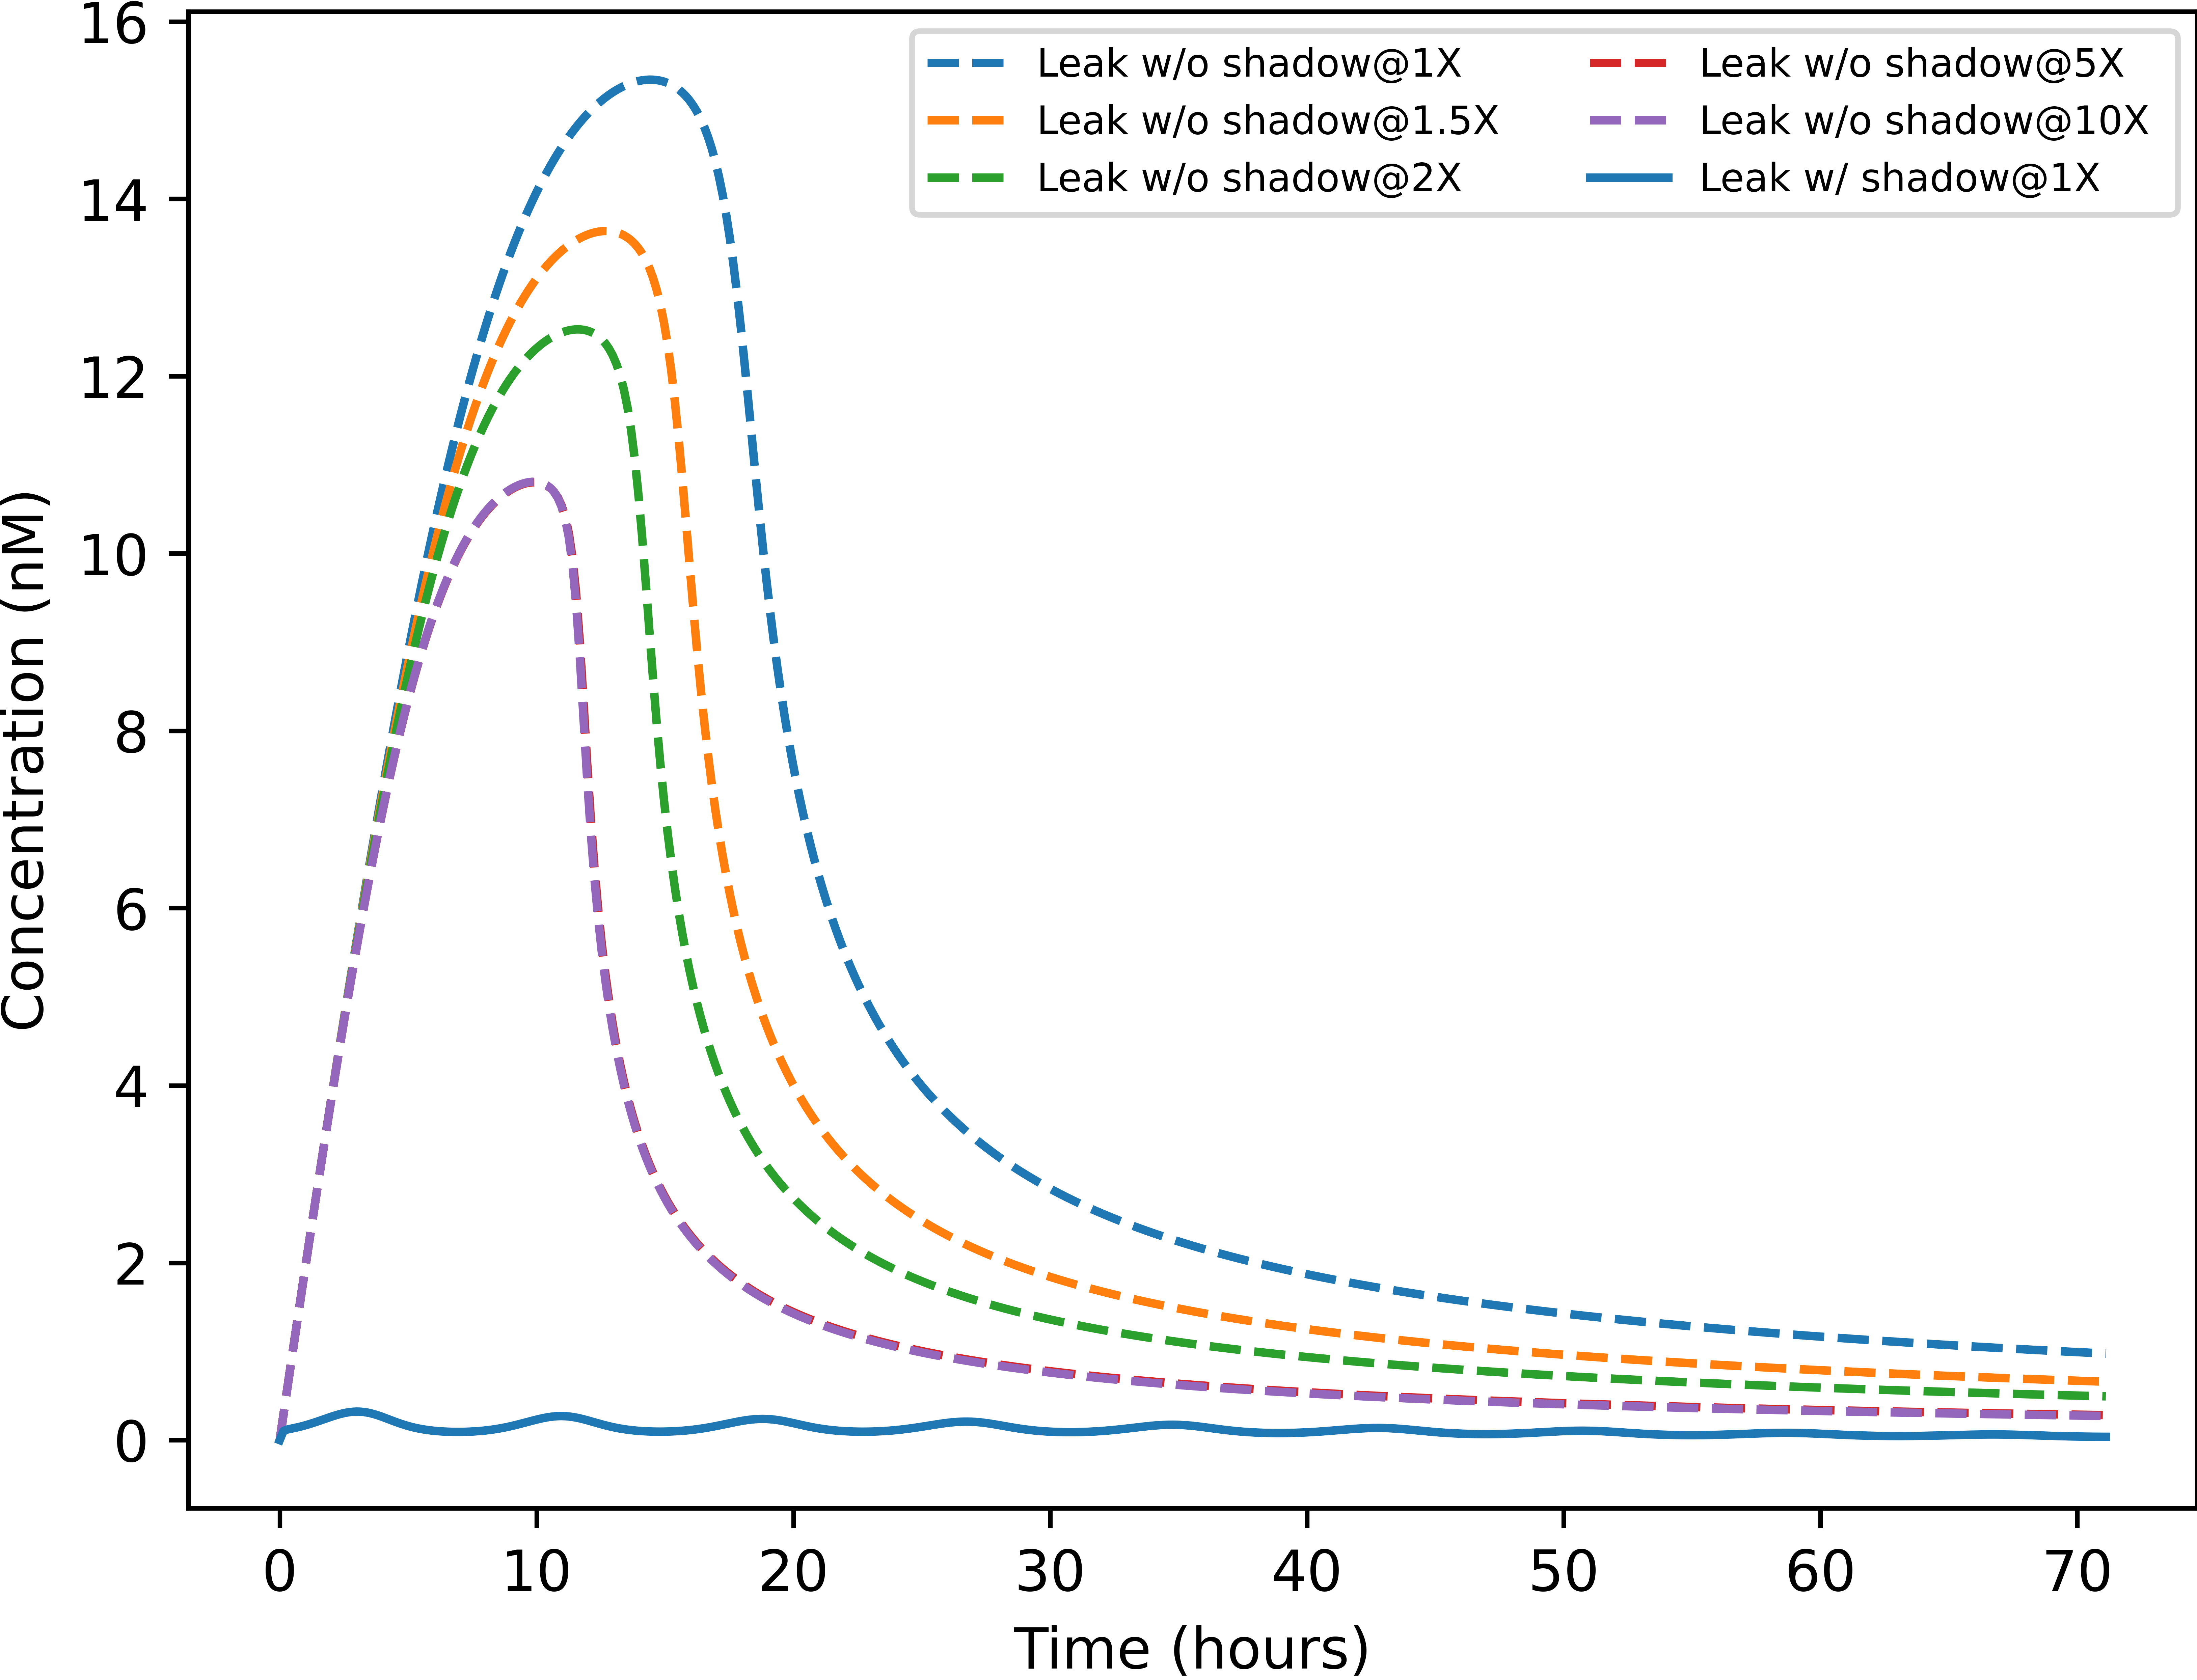 16
14
12
10
8
6
4
2
0
Concentration (nM)
Leak w/o shadow@1X
Leak w/o shadow@1.5X
Leak w/o shadow@2X
Leak w/o shadow@5X
Leak w/o shadow@10X
Leak w/ shadow@1X
0 10 20 30 40 50 60 70
Time (hours)